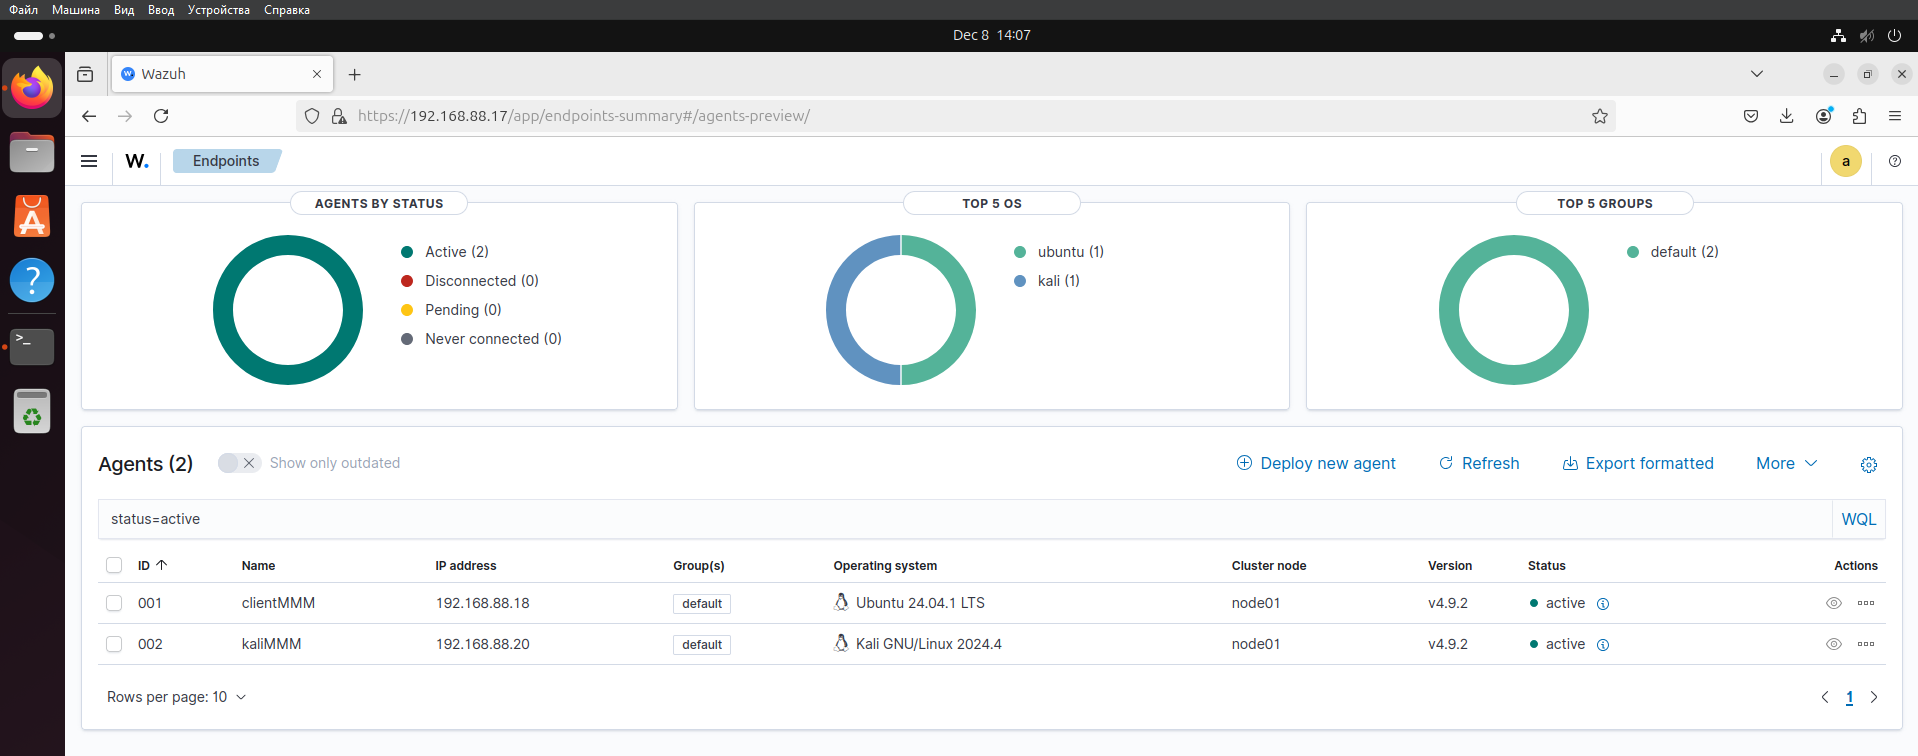 Файл Машина Вид Ввод Устройства Справка
Dec 8 14:07
Wazuh
https://192.168.88.17/app/endpoints-summary#/agents-preview/
W. Endpoints a
AGENTS BY STATUS
Active (2)
Disconnected (0)
Pending (0)
Never connected (0)
TOP 5 OS
ubuntu (1)
kali (1)
TOP 5 GROUPS
default (2)
Agents (2) Show only outdated Deploy new agent Refresh Export formatted More
status=active WQL
ID Name IP address Group(s) Operating system Cluster node Version Status Actions
001 clientMMM 192.168.88.18 default Ubuntu 24.04.1 LTS node01 v4.9.2 active
002 kaliMMM 192.168.88.20 default Kali GNU/Linux 2024.4 node01 v4.9.2 active
Rows per page: 10 1